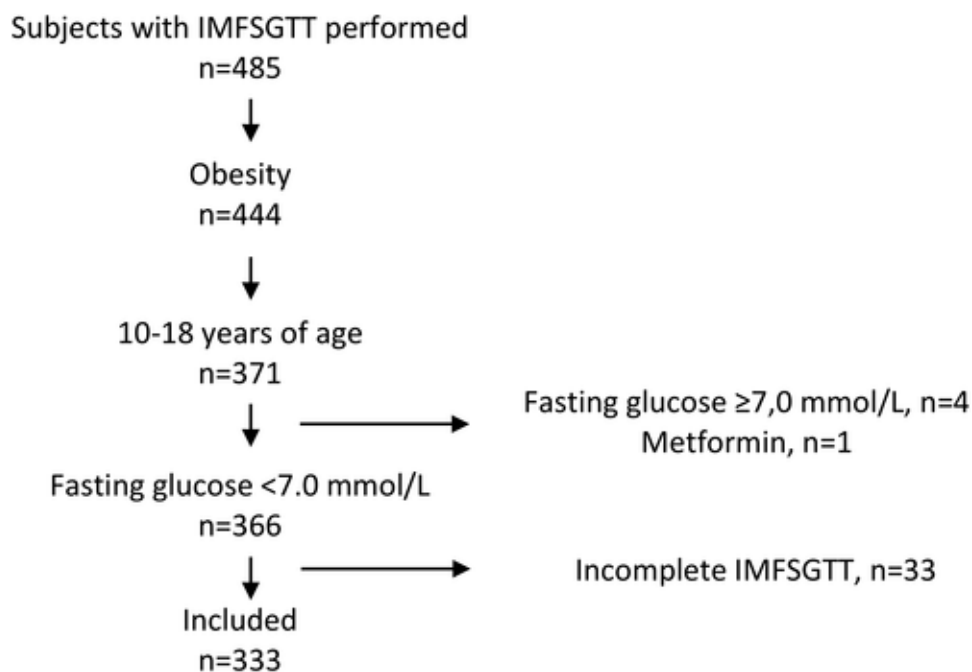 Subjects with IMFSGTT performed
n=485
Obesity
n=444
10-18 years of age
n=371
Fasting glucose ≥7,0 mmol/L, n=4
Metformin, n=1
Fasting glucose <7.0 mmol/L
n=366
Incomplete IMFSGTT, n=33
Included
n=333